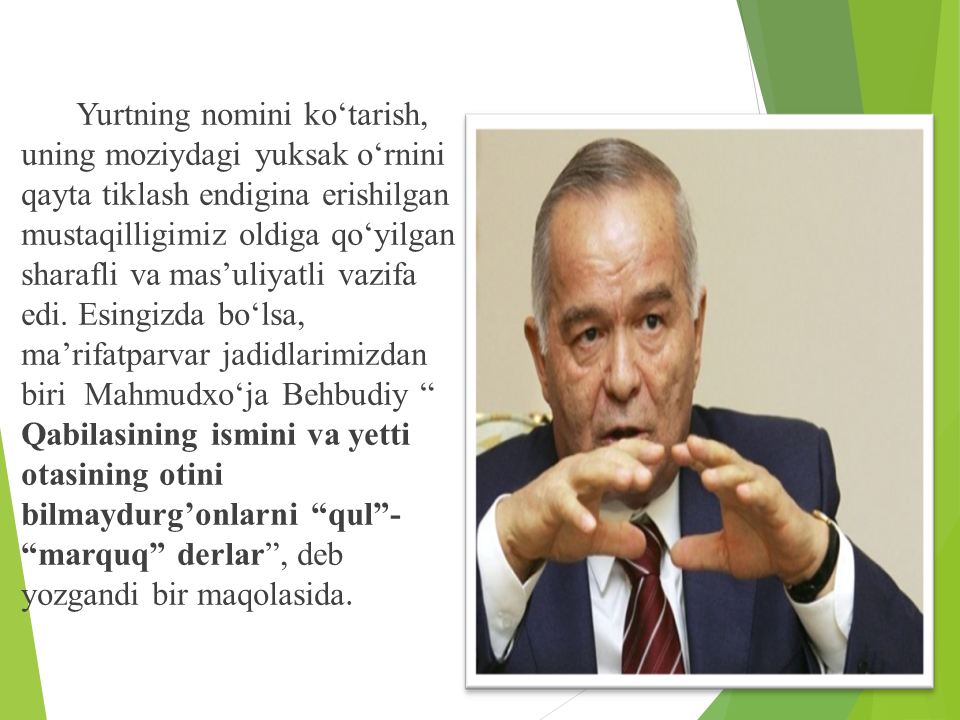 Yurtning nomini ko‘tarish,
uning moziydagi yuksak o‘rnini
qayta tiklash endigina erishilgan
mustaqilligimiz oldiga qo‘yilgan
sharafli va mas’uliyatli vazifa
edi. Esingizda bo‘lsa,
ma’rifatparvar jadidlarimizdan
biri Mahmudxo‘ja Behbudiy “
Qabilasining ismini va yetti
otasining otini
bilmaydurg’onlarni “qul”-
“marquq” derlar”, deb
yozgandi bir maqolasida.